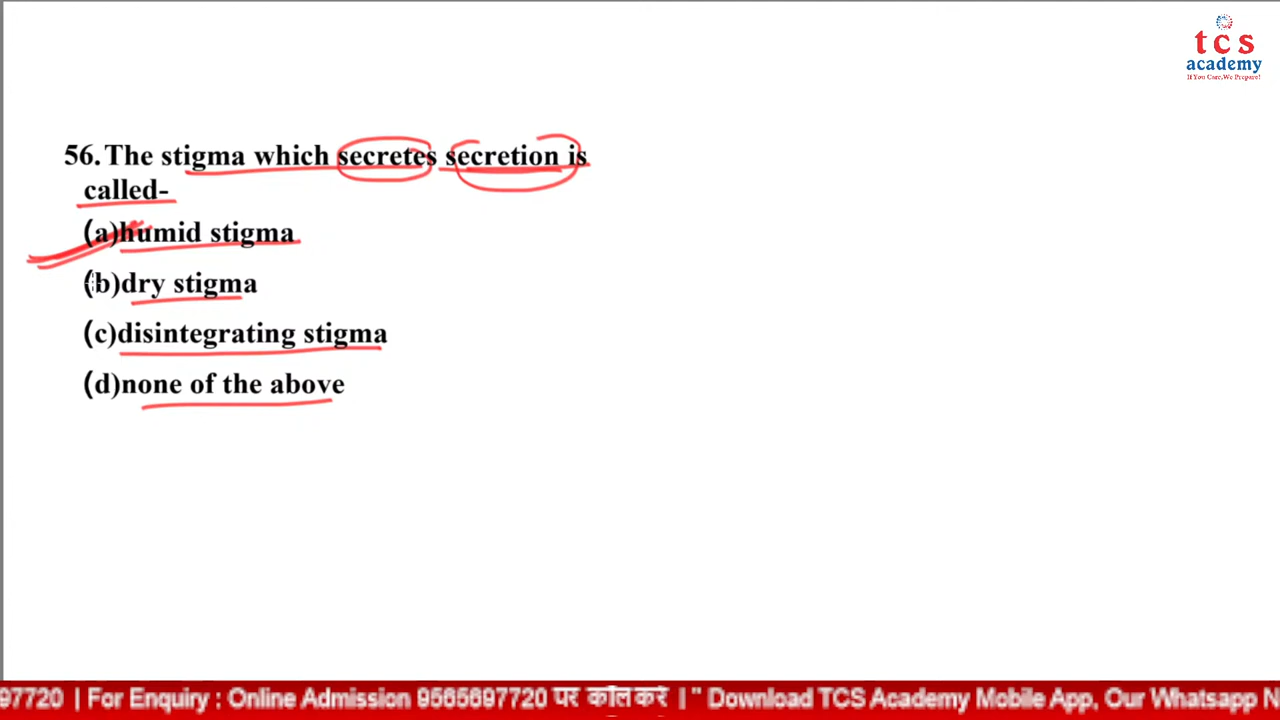 t c s
academy
If You Care,We Prepare!
56.The stigma which secretes secretion is
called-
(a)humid stigma
(b)dry stigma
(c)disintegrating stigma
(d)none of the above
97720 | For Enquiry : Online Admission 9565697720 पर कॉल करें | " Download TCS Academy Mobile App, Our Whatsapp N